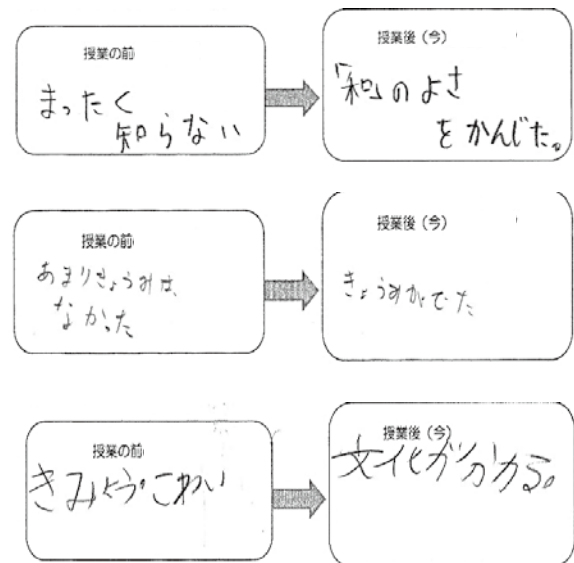 授業の前
まったく
知らない
授業後（今）
「和」のよさ
をかんじた。
授業の前
あまりきょうみは、
なかった
授業後（今）
きょうみがでた
授業の前
きみょう・こわい
授業後（今）
文化が分かる。